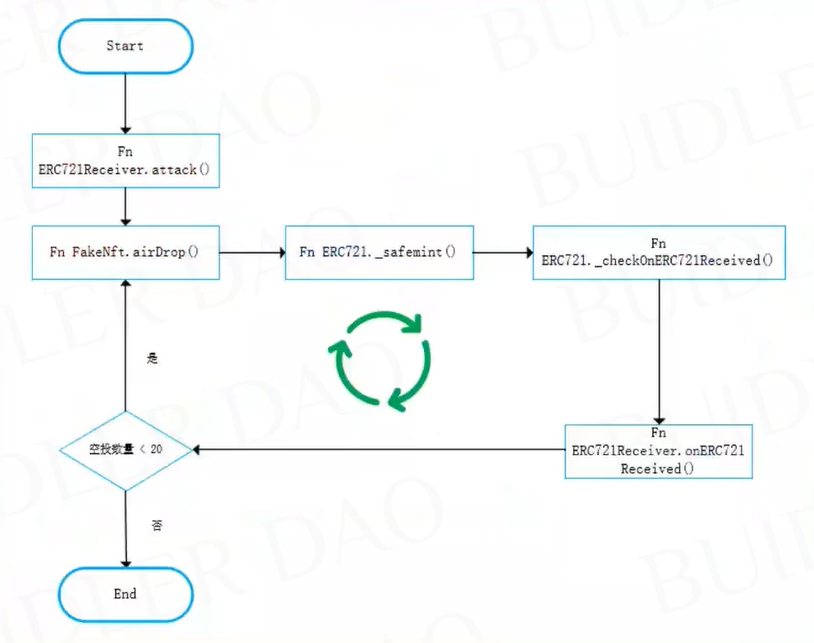 Start
Fn
ERC721Receiver.attack()
Fn FakeNft.airDrop()
Fn ERC721._safemint()
Fn
ERC721._checkOnERC721Received()
是
空投数量 < 20
Fn
ERC721Receiver.onERC721
Received()
否
End
BUIDLER DAO
BUIDLER DAO
BUIDLER DAO